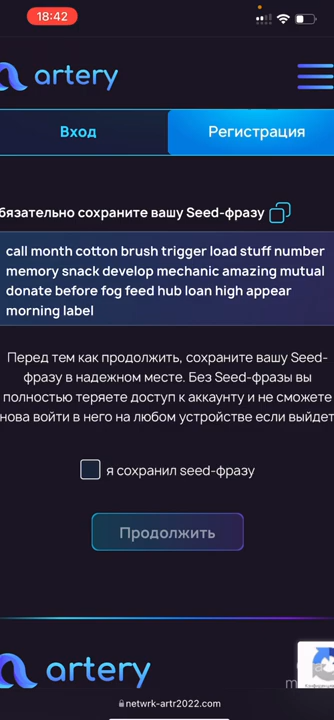 18:42
artery
Вход
Регистрация
бязательно сохраните вашу Seed-фразу
call month cotton brush trigger load stuff number
memory snack develop mechanic amazing mutual
donate before fog feed hub loan high appear
morning label
Перед тем как продолжить, сохраните вашу Seed-
фразу в надежном месте. Без Seed-фразы вы
полностью теряете доступ к аккаунту и не сможете
нова войти в него на любом устройстве если выйдет
я сохранил seed-фразу
Продолжить
artery
netwrk-artr2022.com